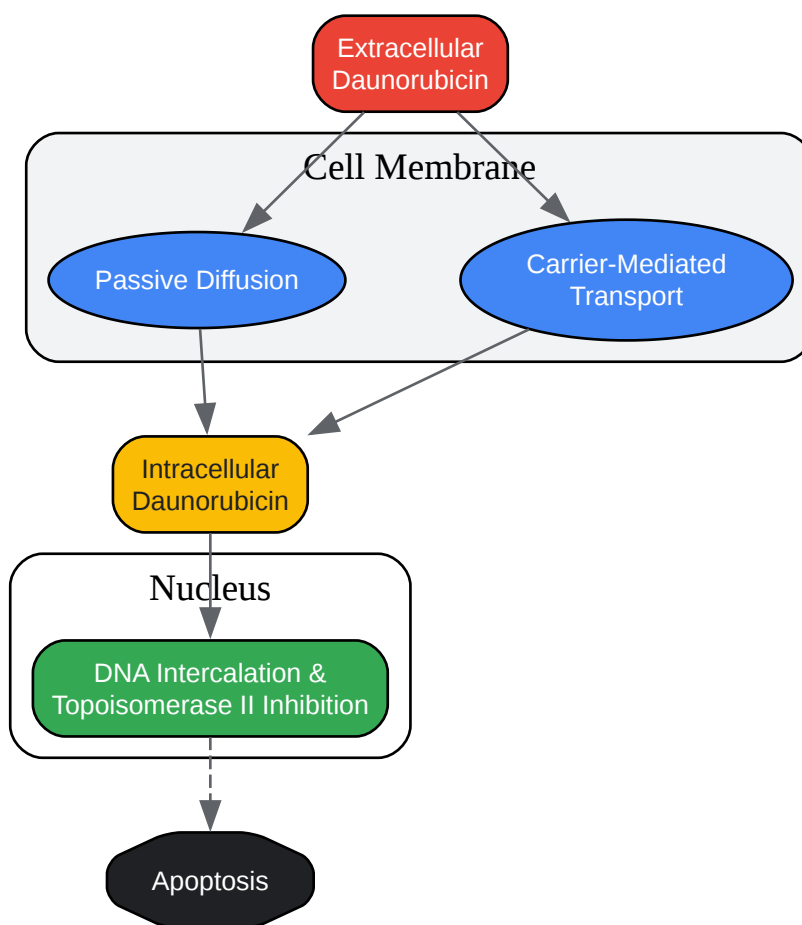 Extracellular
Daunorubicin
Cell Membrane
Passive Diffusion
Carrier-Mediated
Transport
Intracellular
Daunorubicin
Nucleus
DNA Intercalation &
Topoisomerase II Inhibition
Apoptosis